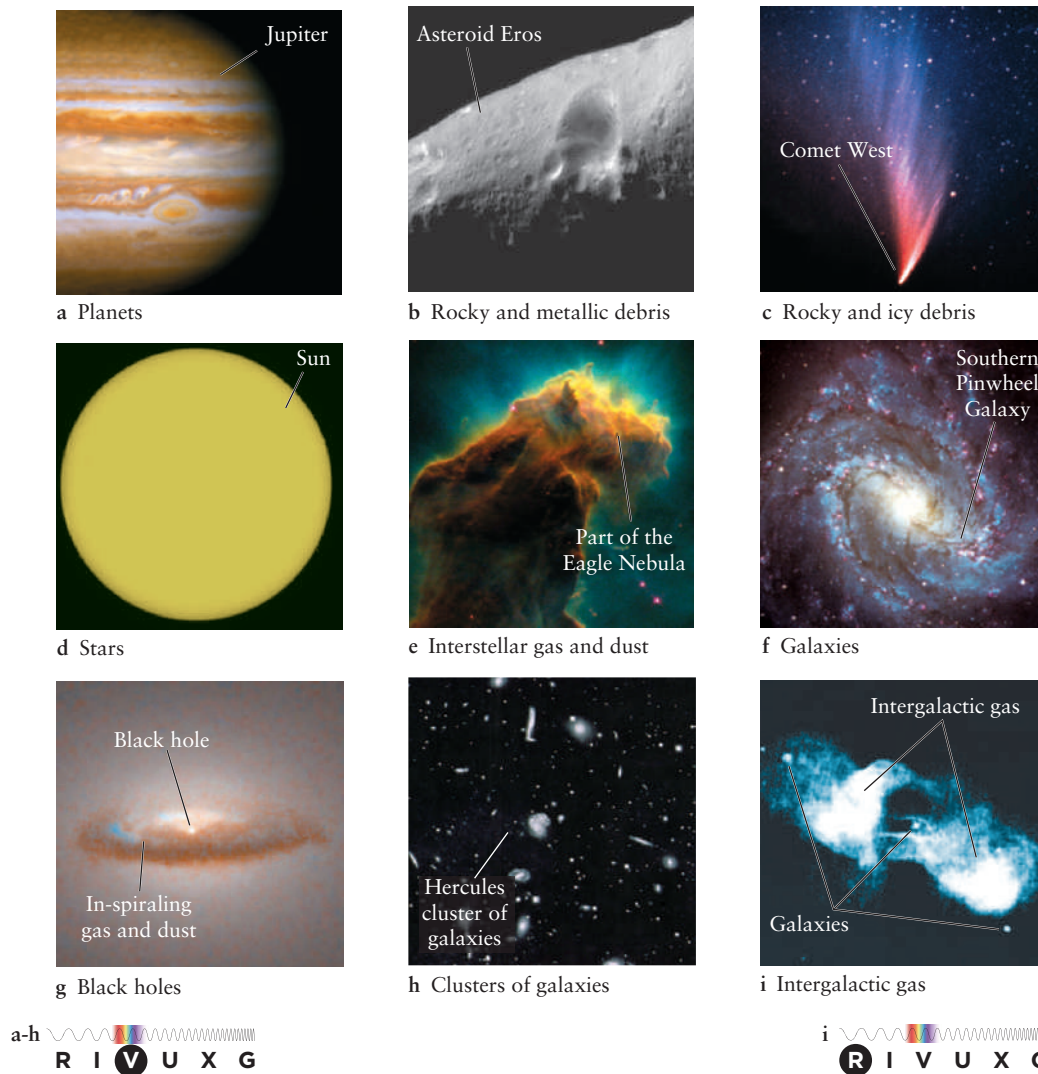 Jupiter
a Planets
Asteroid Eros
b Rocky and metallic debris
Comet West
c Rocky and icy debris
Sun
d Stars
Part of the
Eagle Nebula
e Interstellar gas and dust
Southern
Pinwheel
Galaxy
f Galaxies
Black hole
In-spiraling
gas and dust
g Black holes
Hercules
cluster of
galaxies
h Clusters of galaxies
Intergalactic gas
Galaxies
i Intergalactic gas
a-h
R I V U X G
i
R I V U X G